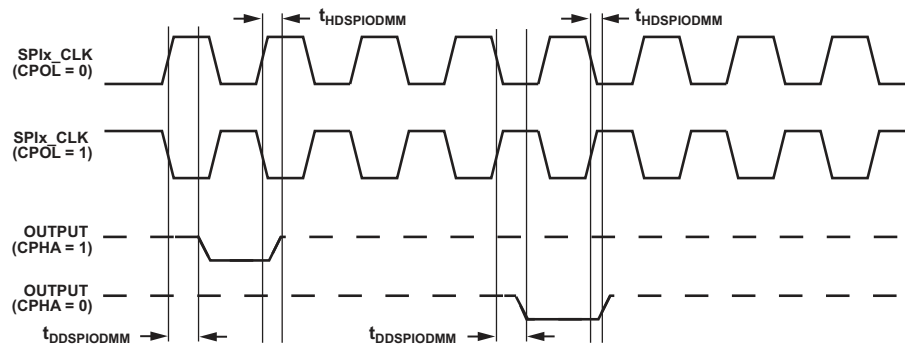 tHDSPIODMM
tHDSPIODMM
SPIx_CLK
(CPOL = 0)
SPIx_CLK
(CPOL = 1)
OUTPUT
(CPHA = 1)
OUTPUT
(CPHA = 0)
tDDSPIODMM
tDDSPIODMM